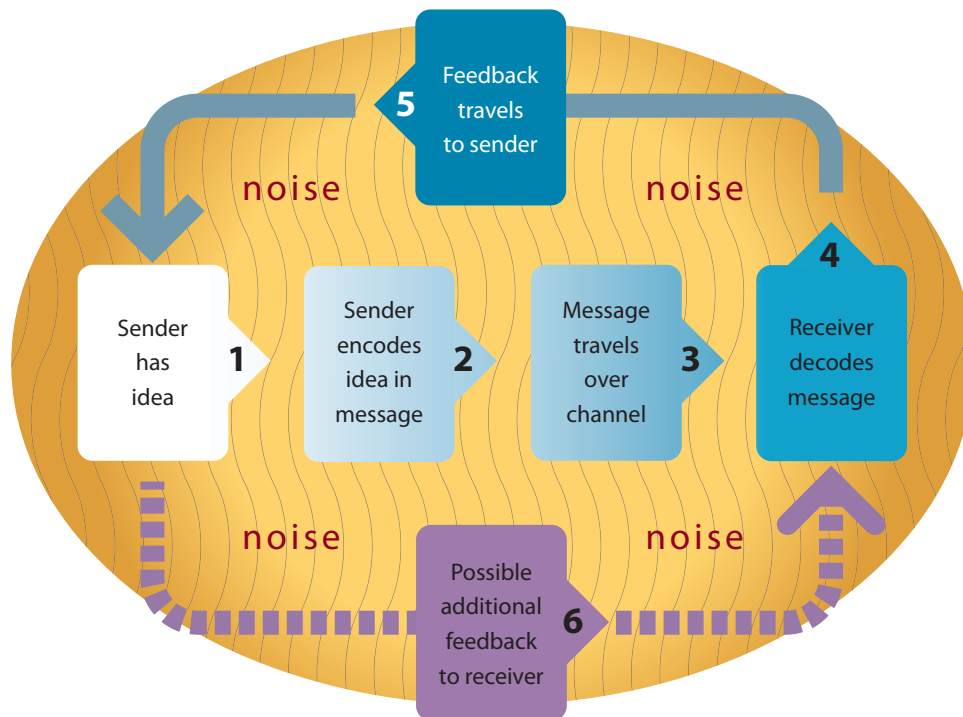 Feedback
travels
to sender
5
noise
noise
Sender
has
idea
1
Sender
encodes
idea in
message
2
Message
travels
over
channel
3
Receiver
decodes
message
4
noise
noise
Possible
additional
feedback
to receiver
6